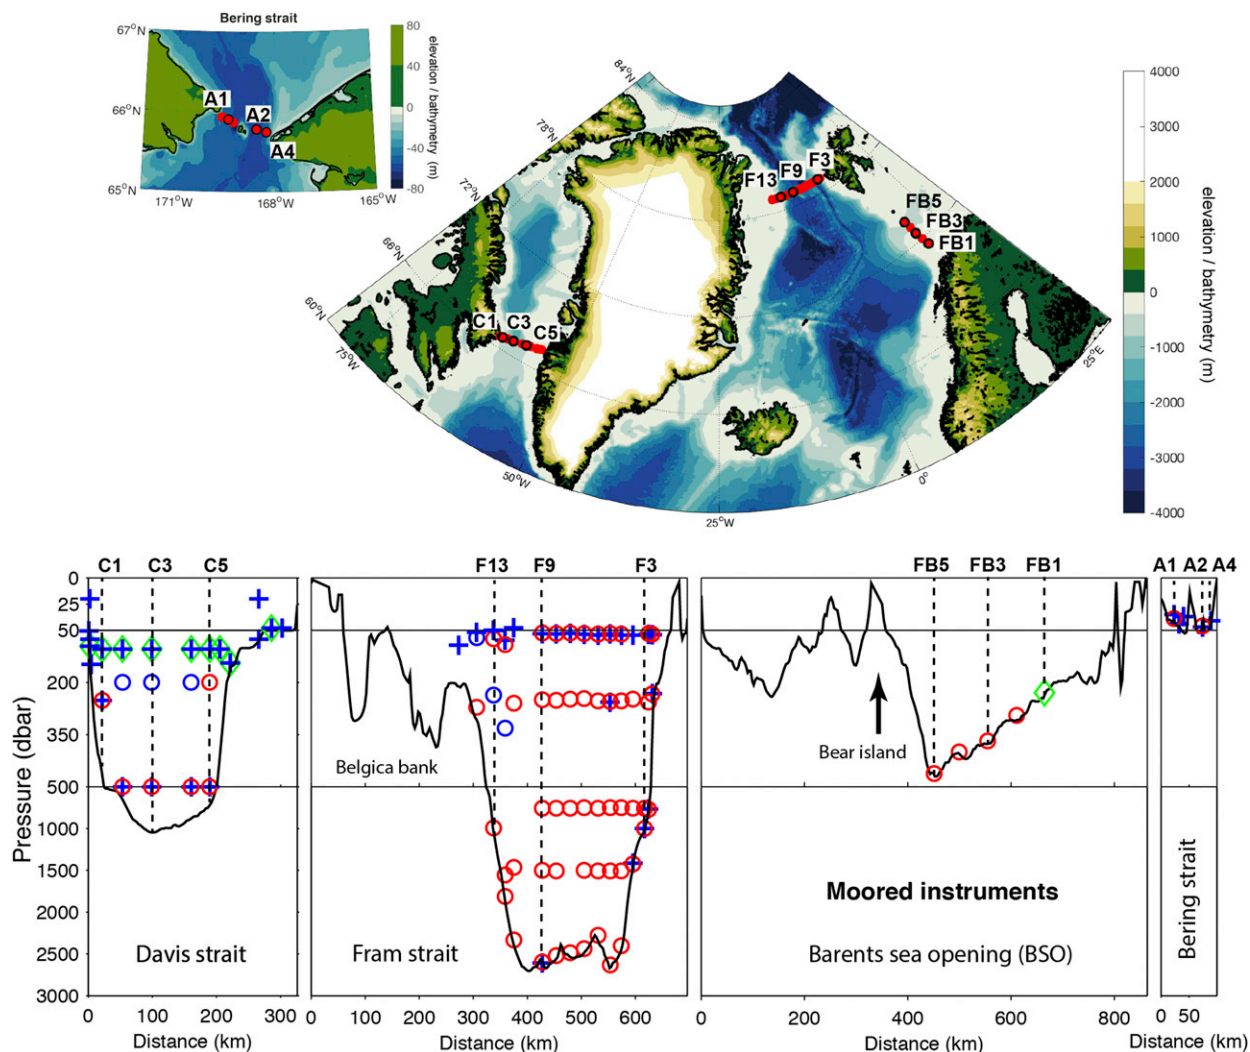 Bering strait
67°N
66°N
65°N
171°W
168°W
165°W
A1
A2
A4
80
40
0
-40
-80
elevation / bathymetry (m)
84°N
78°N
72°N
66°N
60°N
75°W
50°W
25°W
0°
25°E
F13
F9
F3
FB5
FB3
FB1
C1
C3
C5
4000
3000
2000
1000
0
-1000
-2000
-3000
-4000
elevation / bathymetry (m)
C1 C3 C5
F13 F9 F3
FB5 FB3 FB1
A1 A2 A4
Pressure (dbar)
0
25
50
200
350
500
1000
1500
2000
2500
3000
Belgica bank
Bear island
Moored instruments
Davis strait
Fram strait
Barents sea opening (BSO)
Bering strait
0 100 200 300
0 100 200 300 400 500 600
0 200 400 600 800
0 50
Distance (km)
Distance (km)
Distance (km)
Distance (km)